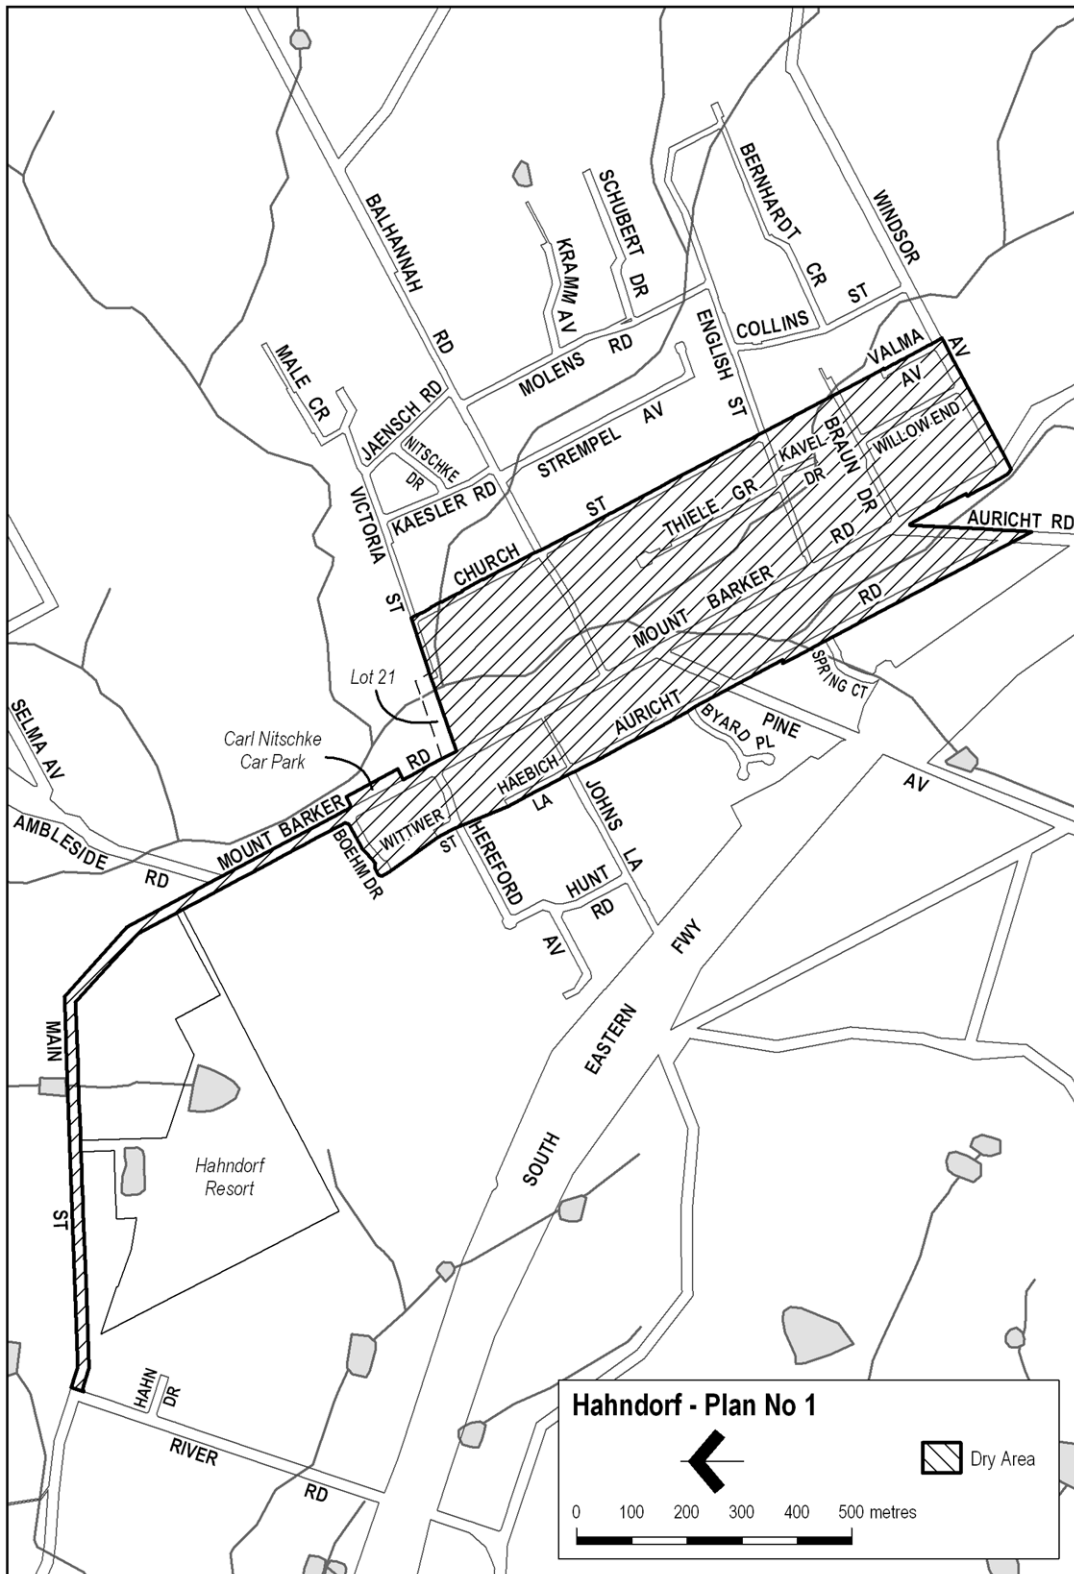 BALHANNAH
RD
SCHUBERT
DR
KRAMM AV
BERNHARDT
CR
WINDSOR
AV
COLLINS
ST
ENGLISH
ST
MOLENS
RD
VALMA
AV
MALE CR
JAENSCH RD
NITSCHKE
DR
STREMPEL
AV
KAESLER RD
VICTORIA
ST
KAVEL
DR
BRAUN DR
WILLOW END
THIELE GR
CHURCH
ST
AURICHT RD
MOUNT BARKER
RD
AURICHT
RD
SPRING CT
Lot 21
Carl Nitschke
Car Park
SELMA AV
AMBLESIDE
RD
MOUNT BARKER
RD
BYARD PL
PINE
AV
HAEBICH
LA
JOHNS
LA
WITTWER
ST
BOEHM DR
HEREFORD
AV
HUNT
RD
MAIN
ST
SOUTH
EASTERN
FWY
Hahndorf
Resort
HAHN
DR
RIVER
RD
Hahndorf - Plan No 1
Dry Area
0 100 200 300 400 500 metres